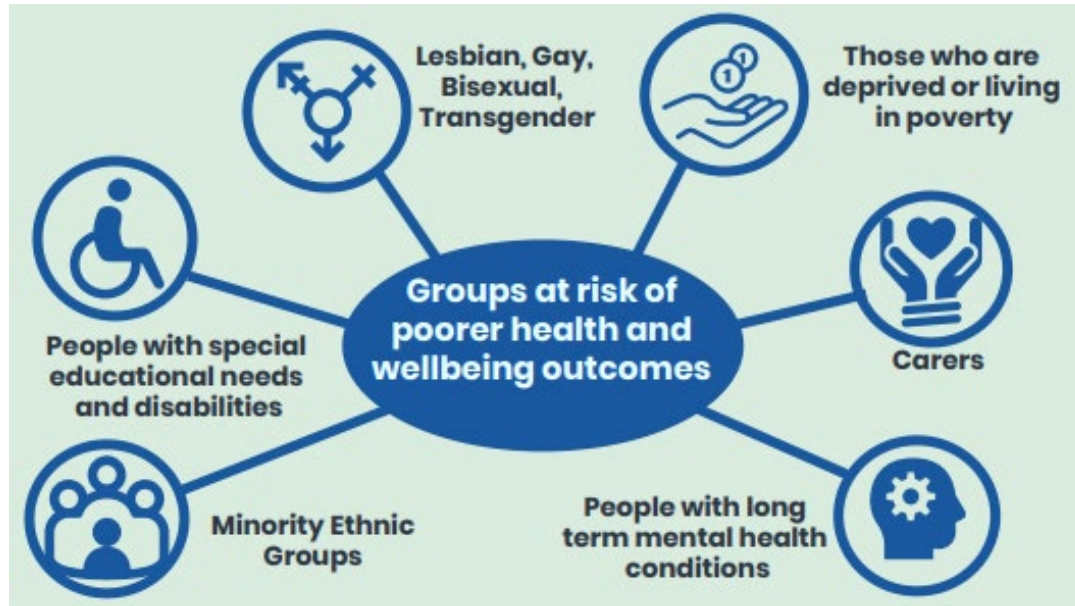 Lesbian, Gay,
Bisexual,
Transgender
Those who are
deprived or living
in poverty
Groups at risk of
poorer health and
wellbeing outcomes
People with special
educational needs
and disabilities
Carers
Minority Ethnic
Groups
People with long
term mental health
conditions
1
1